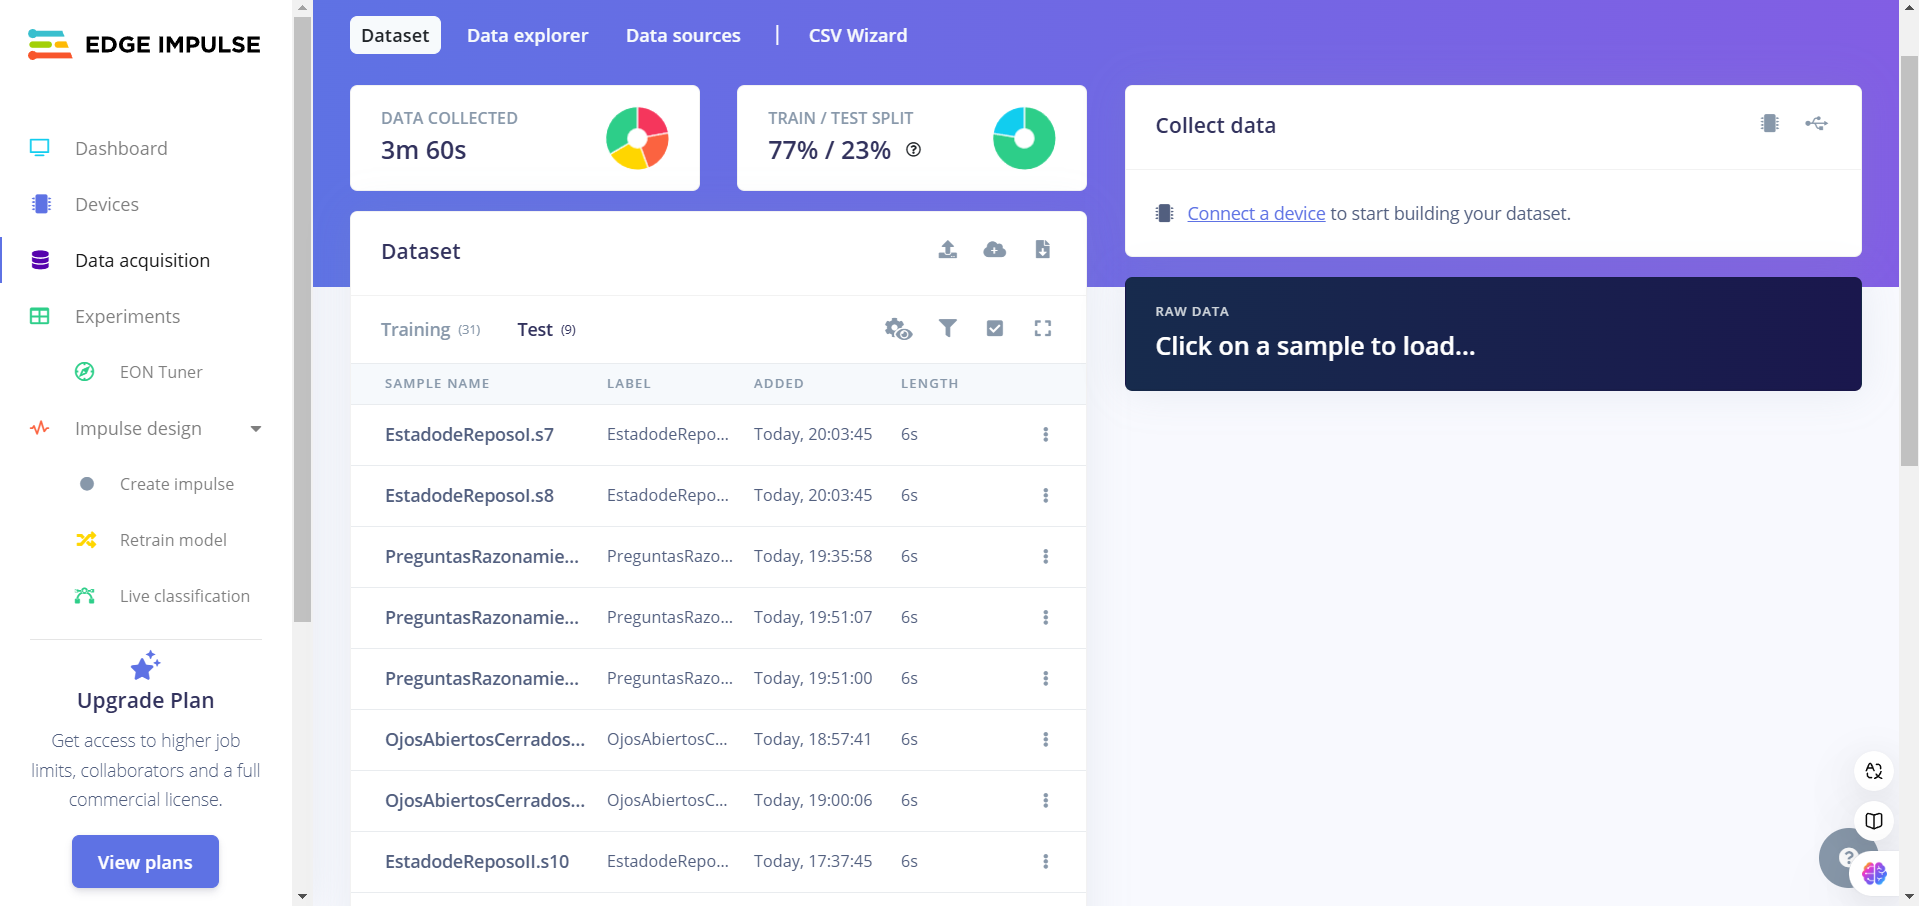 EDGE IMPULSE
Dashboard
Devices
Data acquisition
Experiments
EON Tuner
Impulse design
Create impulse
Retrain model
Live classification
Upgrade Plan
Get access to higher job
limits, collaborators and a full
commercial license.
View plans
Dataset Data explorer Data sources | CSV Wizard
DATA COLLECTED
3m 60s
TRAIN / TEST SPLIT
77% / 23%
Dataset
Training (31) Test (9)
SAMPLE NAME LABEL ADDED LENGTH
EstadodeReposoI.s7 EstadodeRepo... Today, 20:03:45 6s
EstadodeReposoI.s8 EstadodeRepo... Today, 20:03:45 6s
PreguntasRazonamie... PreguntasRazo... Today, 19:35:58 6s
PreguntasRazonamie... PreguntasRazo... Today, 19:51:07 6s
PreguntasRazonamie... PreguntasRazo... Today, 19:51:00 6s
OjosAbiertosCerrados... OjosAbiertosC... Today, 18:57:41 6s
OjosAbiertosCerrados... OjosAbiertosC... Today, 19:00:06 6s
EstadodeReposoII.s10 EstadodeRepo... Today, 17:37:45 6s
Collect data
Connect a device to start building your dataset.
RAW DATA
Click on a sample to load...